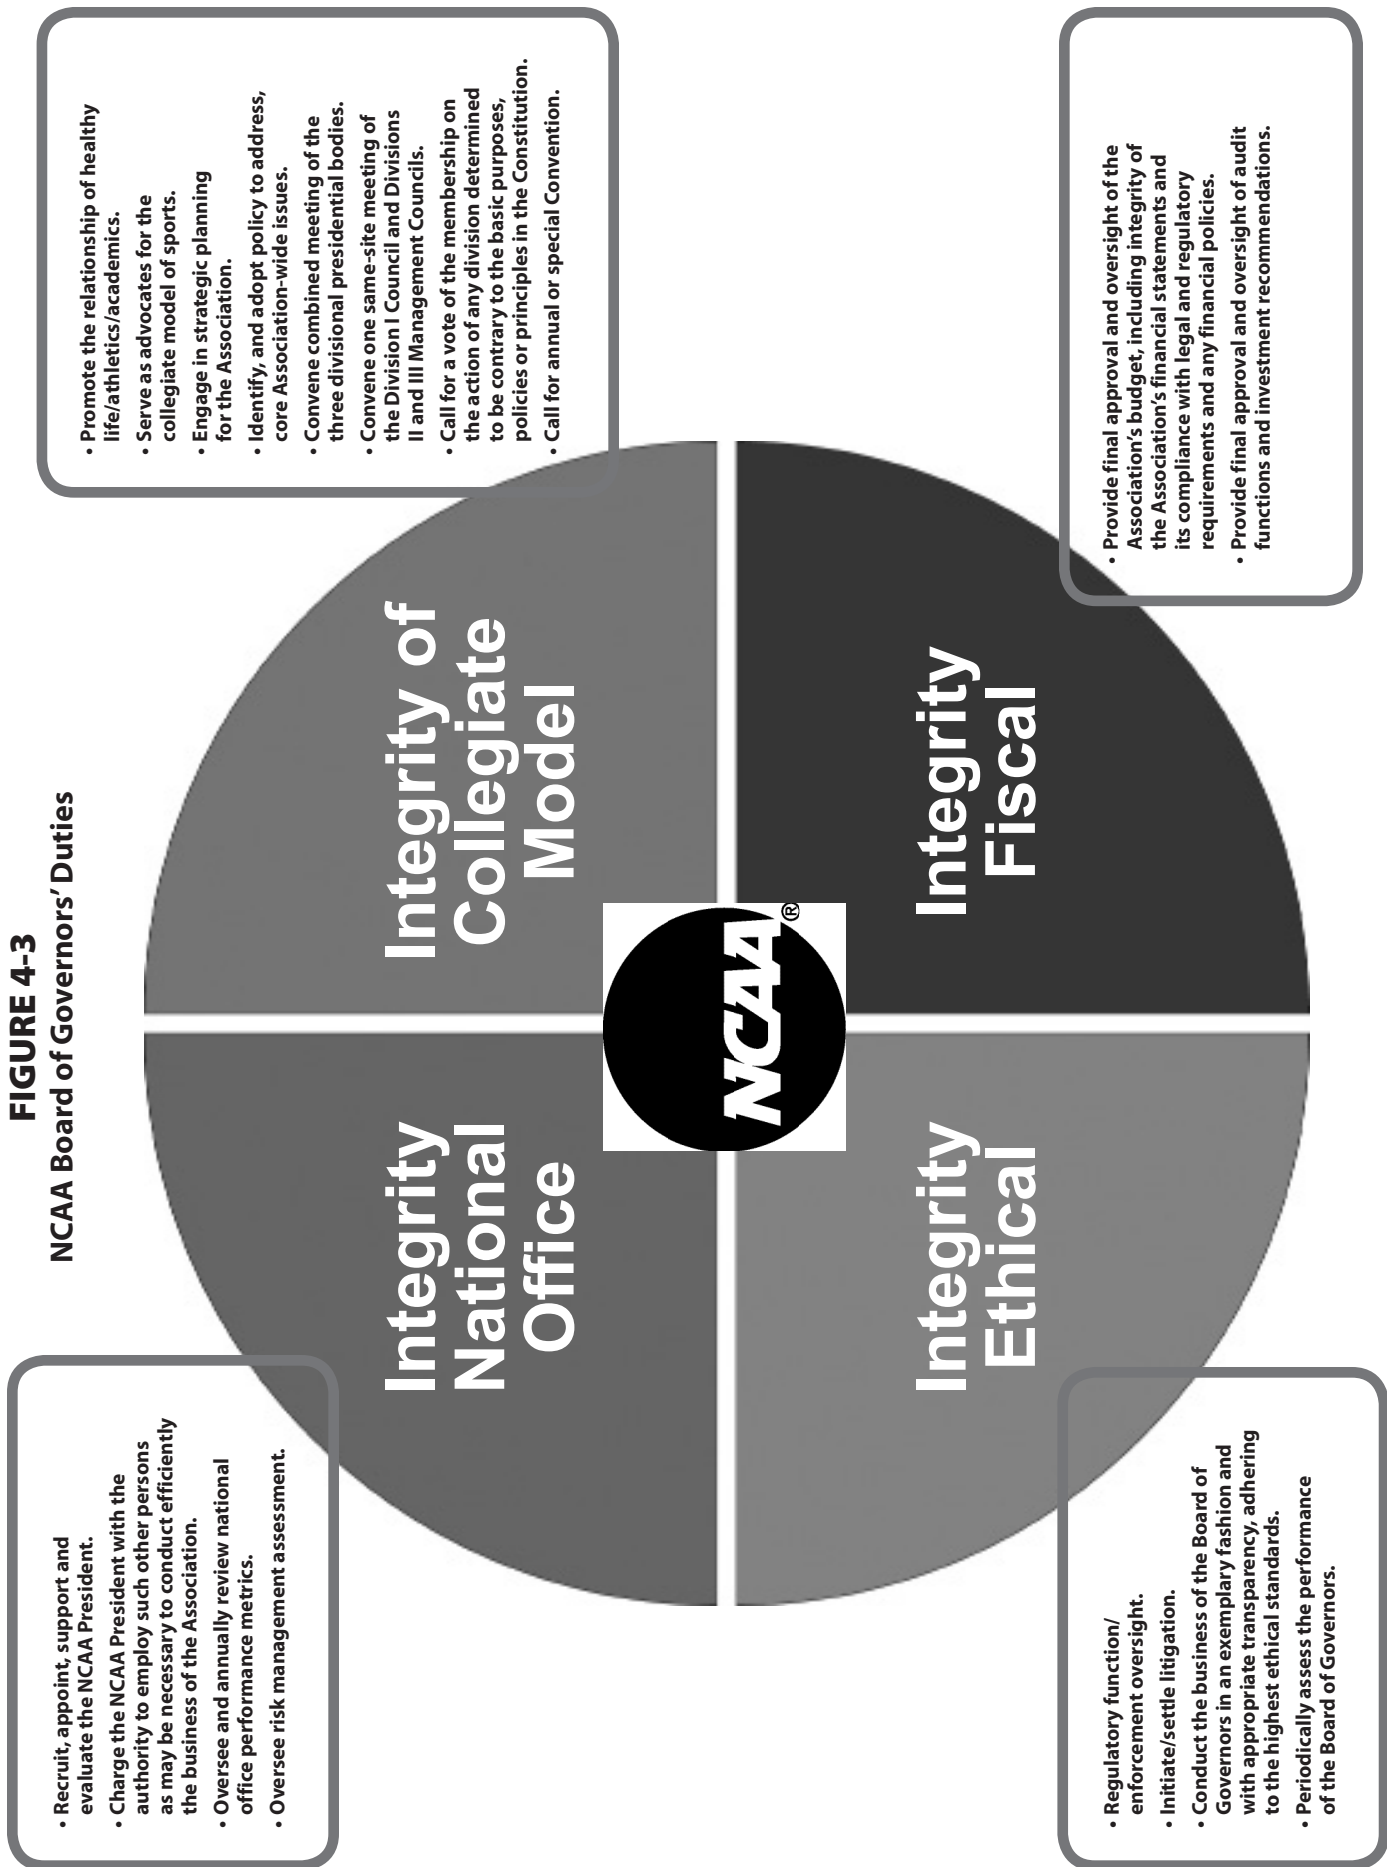 FIGURE 4-3
NCAA Board of Governors’ Duties
• Recruit, appoint, support and
evaluate the NCAA President.
• Charge the NCAA President with the
authority to employ such other persons
as may be necessary to conduct efficiently
the business of the Association.
• Oversee and annually review national
office performance metrics.
• Oversee risk management assessment.
• Promote the relationship of healthy
life/athletics/academics.
• Serve as advocates for the
collegiate model of sports.
• Engage in strategic planning
for the Association.
• Identify, and adopt policy to address,
core Association-wide issues.
• Convene combined meeting of the
three divisional presidential bodies.
• Convene one same-site meeting of
the Division I Council and Divisions
II and III Management Councils.
• Call for a vote of the membership on
the action of any division determined
to be contrary to the basic purposes,
policies or principles in the Constitution.
• Call for annual or special Convention.
Integrity
National
Office
Integrity of
Collegiate
Model
NCAA®
Integrity
Ethical
Integrity
Fiscal
• Regulatory function/
enforcement oversight.
• Initiate/settle litigation.
• Conduct the business of the Board of
Governors in an exemplary fashion and
with appropriate transparency, adhering
to the highest ethical standards.
• Periodically assess the performance
of the Board of Governors.
• Provide final approval and oversight of the
Association’s budget, including integrity of
the Association’s financial statements and
its compliance with legal and regulatory
requirements and any financial policies.
• Provide final approval and oversight of audit
functions and investment recommendations.